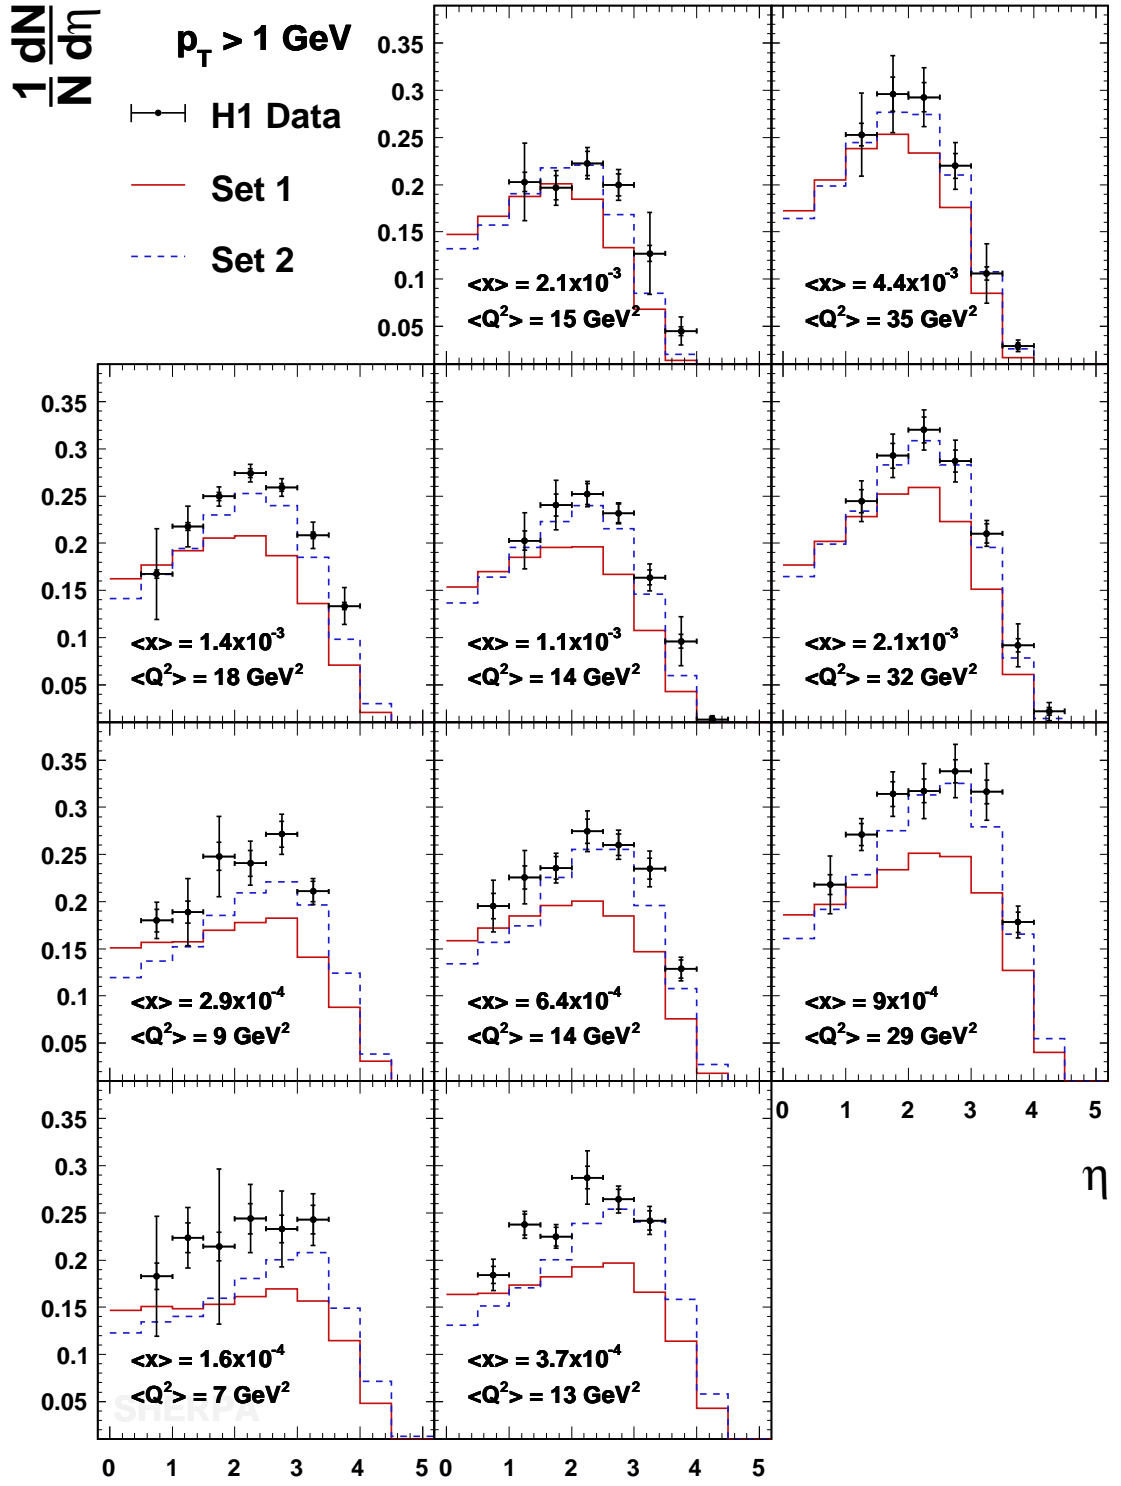 1 dN
N dη
p_T > 1 GeV
H1 Data
Set 1
Set 2
0.35
0.3
0.25
0.2
0.15
0.1
0.05
<x> = 2.1x10^-3
<Q^2> = 15 GeV^2
<x> = 4.4x10^-3
<Q^2> = 35 GeV^2
0.35
0.3
0.25
0.2
0.15
0.1
0.05
<x> = 1.4x10^-3
<Q^2> = 18 GeV^2
<x> = 1.1x10^-3
<Q^2> = 14 GeV^2
<x> = 2.1x10^-3
<Q^2> = 32 GeV^2
0.35
0.3
0.25
0.2
0.15
0.1
0.05
<x> = 2.9x10^-4
<Q^2> = 9 GeV^2
<x> = 6.4x10^-4
<Q^2> = 14 GeV^2
<x> = 9x10^-4
<Q^2> = 29 GeV^2
0 1 2 3 4 5
η
0.35
0.3
0.25
0.2
0.15
0.1
0.05
<x> = 1.6x10^-4
<Q^2> = 7 GeV^2
SHERPA
<x> = 3.7x10^-4
<Q^2> = 13 GeV^2
0 1 2 3 4 5
0 1 2 3 4 5